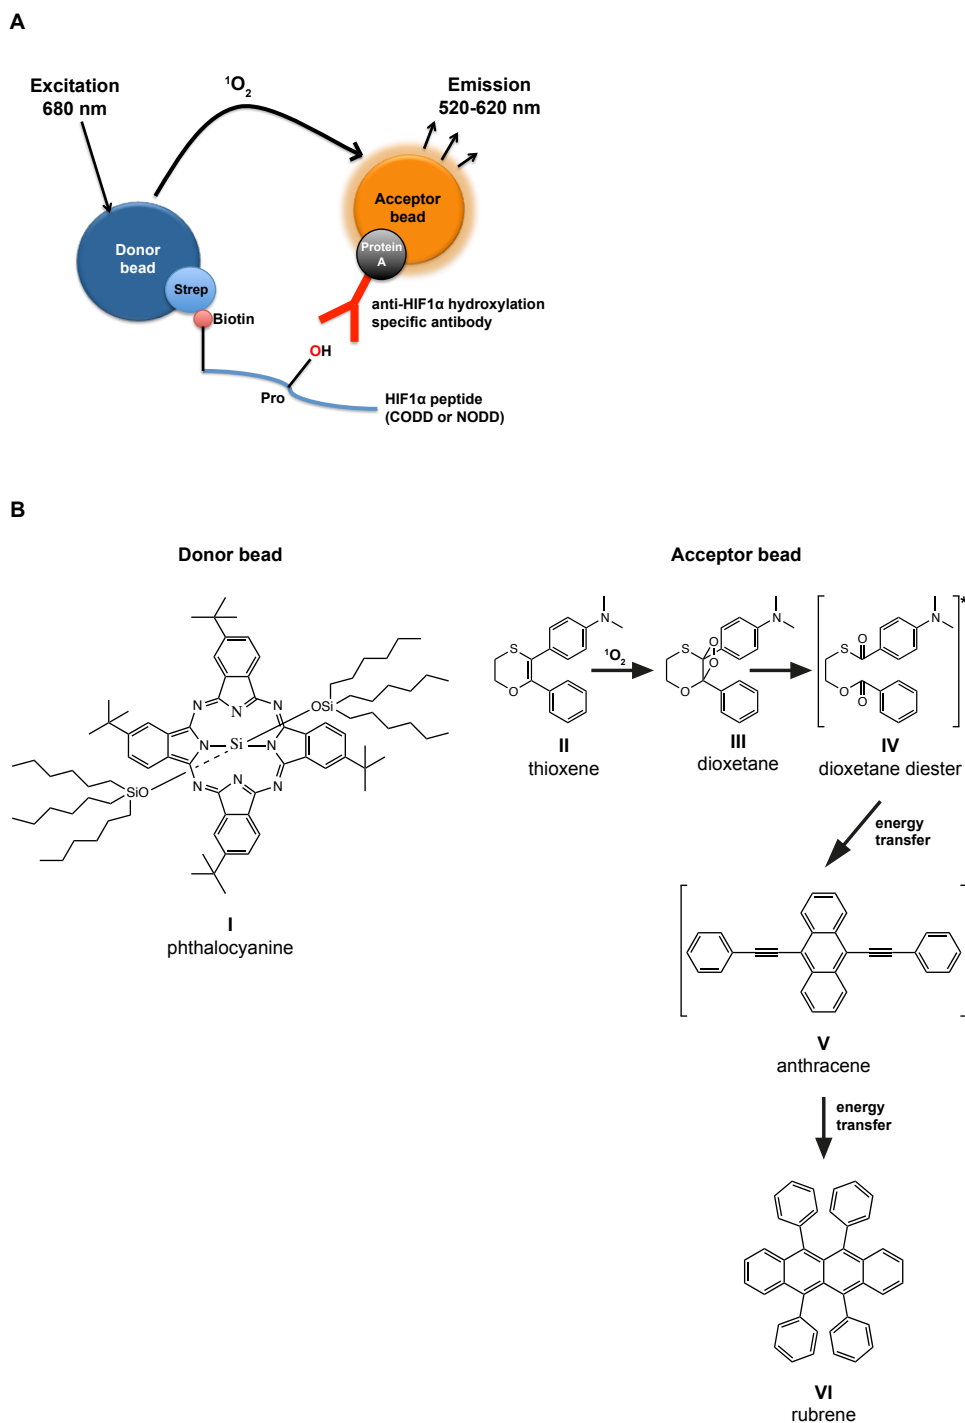 A
Excitation
680 nm
¹O₂
Emission
520-620 nm
Donor
bead
Strep
Biotin
Acceptor
bead
Protein
A
anti-HIF1α hydroxylation
specific antibody
OH
Pro
HIF1α peptide
(CODD or NODD)
B
Donor bead
Acceptor bead
N
N
N
OSi
N
Si
N
SiO
N
N
N
I
phthalocyanine
N
S
O
II
thioxene
¹O₂
N
O
O
S
O
III
dioxetane
*
N
O
S
O
O
IV
dioxetane diester
energy
transfer
V
anthracene
energy
transfer
VI
rubrene